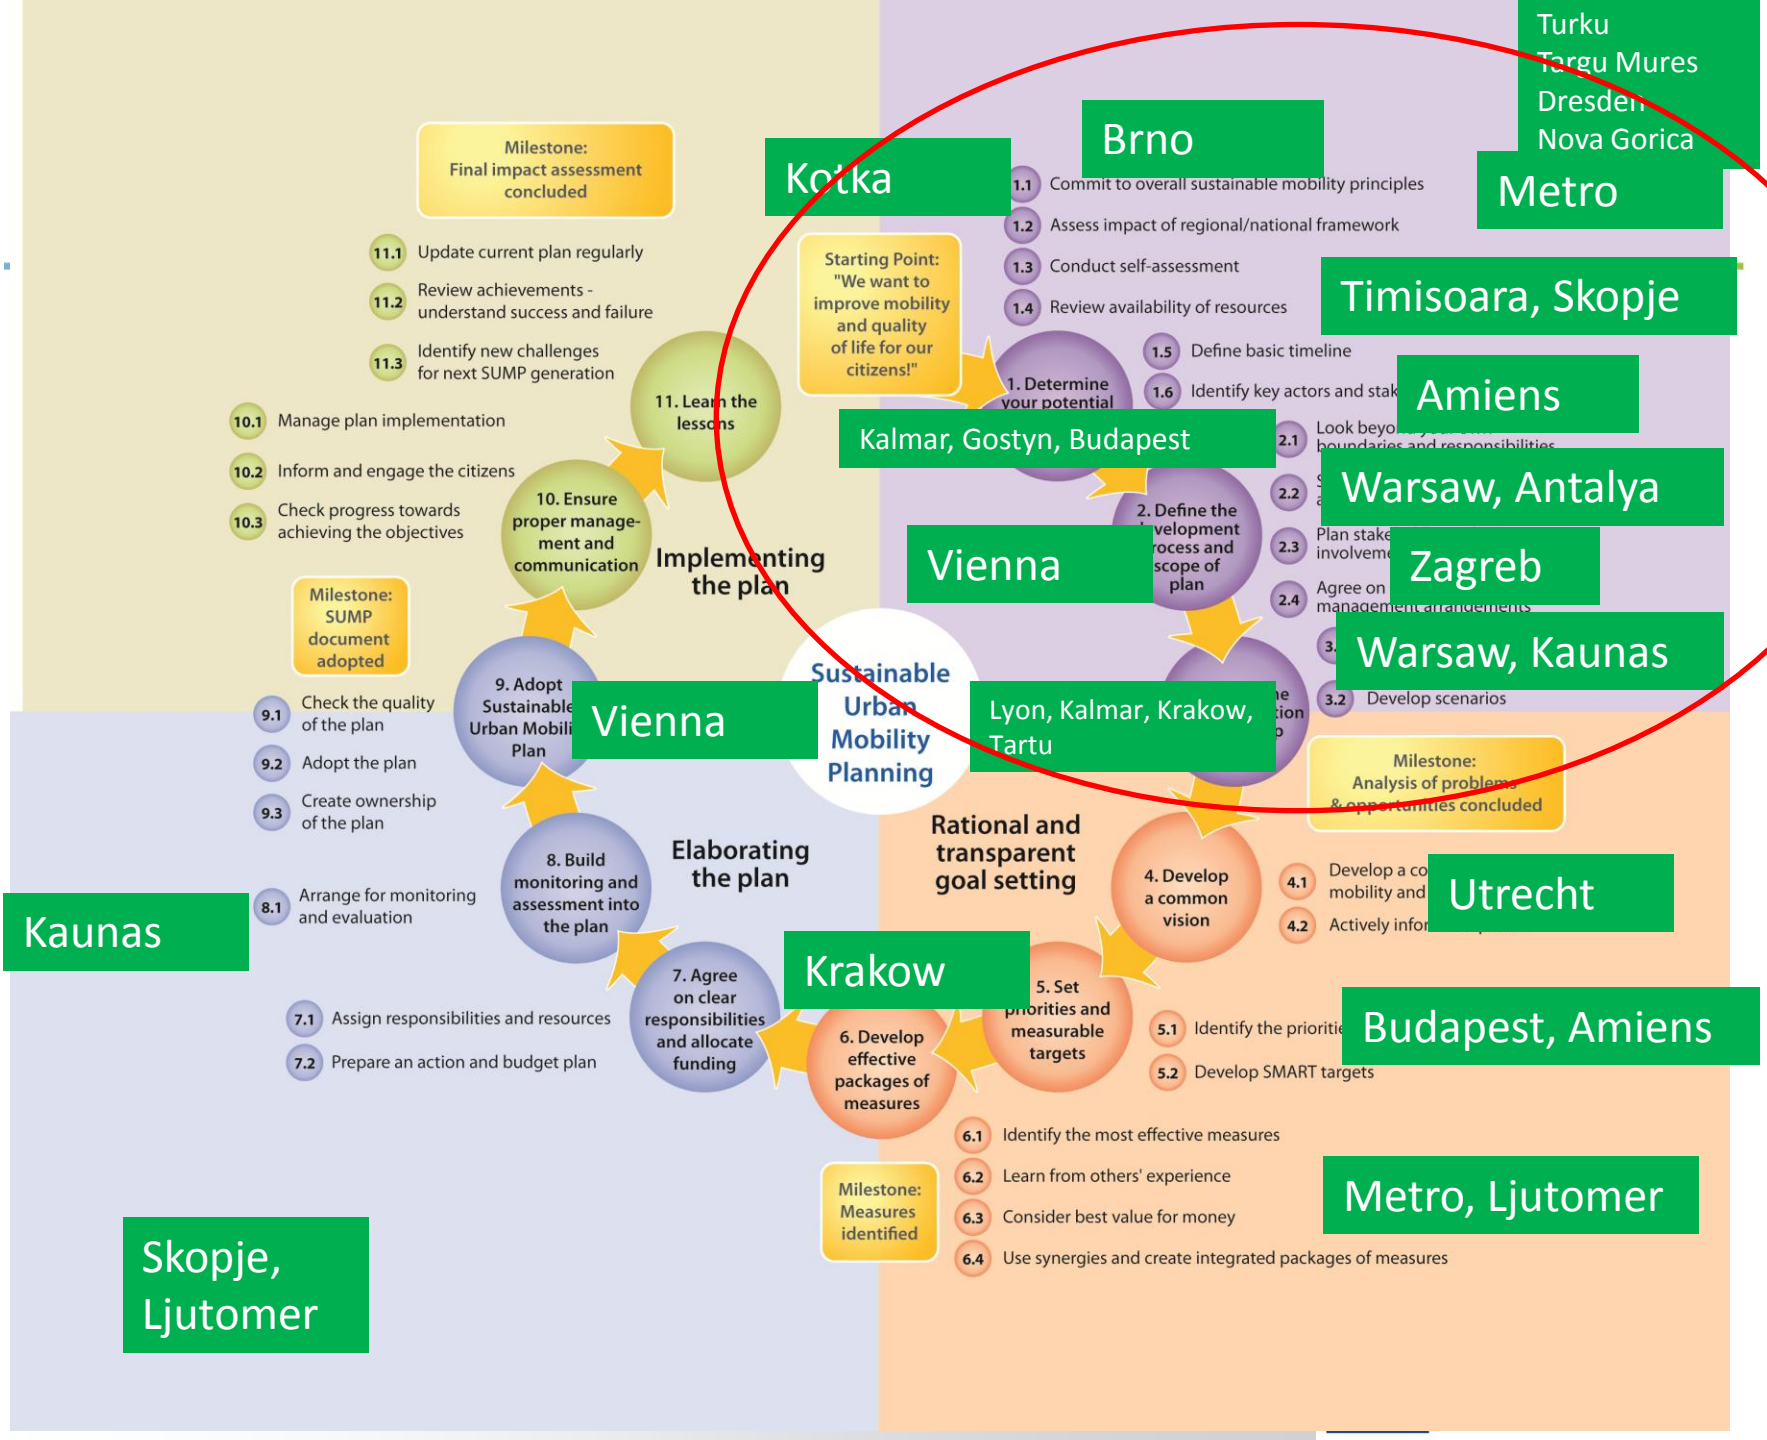 Turku
Targu Mures
Dresden
Nova Gorica
Metro
Brno
Kotka
1.1 Commit to overall sustainable mobility principles
1.2 Assess impact of regional/national framework
1.3 Conduct self-assessment
1.4 Review availability of resources
Timisoara, Skopje
1.5 Define basic timeline
1.6 Identify key actors and
Amiens
Starting Point:
"We want to
improve mobility
and quality
of life for our
citizens!"
1. Determine
your potential
Kalmar, Gostyn, Budapest
2.1 Look
boundaries and responsibilities
2.2
Warsaw, Antalya
2. Define the
process and
scope of
plan
Vienna
2.3 Plan
Zagreb
2.4 Agree on
management arrangements
Warsaw, Kaunas
3.2 Develop scenarios
Lyon, Kalmar, Krakow,
Tartu
Milestone:
Analysis of problems
& opportunities concluded
Sustainable
Urban
Mobility
Planning
Rational and
transparent
goal setting
4. Develop
a common
vision
4.1 Develop a
mobility and
4.2 Actively
Utrecht
5. Set
priorities and
measurable
targets
5.1 Identify the
5.2 Develop SMART targets
Budapest, Amiens
Krakow
6. Develop
effective
packages of
measures
6.1 Identify the most effective measures
6.2 Learn from others' experience
6.3 Consider best value for money
6.4 Use synergies and create integrated packages of measures
Metro, Ljutomer
Milestone:
Measures
identified
Elaborating
the plan
7. Agree
on clear
responsibilities
and allocate
funding
7.1 Assign responsibilities and resources
7.2 Prepare an action and budget plan
8. Build
monitoring and
assessment into
the plan
8.1 Arrange for monitoring
and evaluation
Kaunas
Skopje,
Ljutomer
9. Adopt
Sustainable
Urban
Plan
Vienna
9.1 Check the quality
of the plan
9.2 Adopt the plan
9.3 Create ownership
of the plan
Milestone:
SUMP
document
adopted
Implementing
the plan
10. Ensure
proper manage-
ment and
communication
10.1 Manage plan implementation
10.2 Inform and engage the citizens
10.3 Check progress towards
achieving the objectives
11. Learn the
lessons
11.1 Update current plan regularly
11.2 Review achievements -
understand success and failure
11.3 Identify new challenges
for next SUMP generation
Milestone:
Final impact assessment
concluded